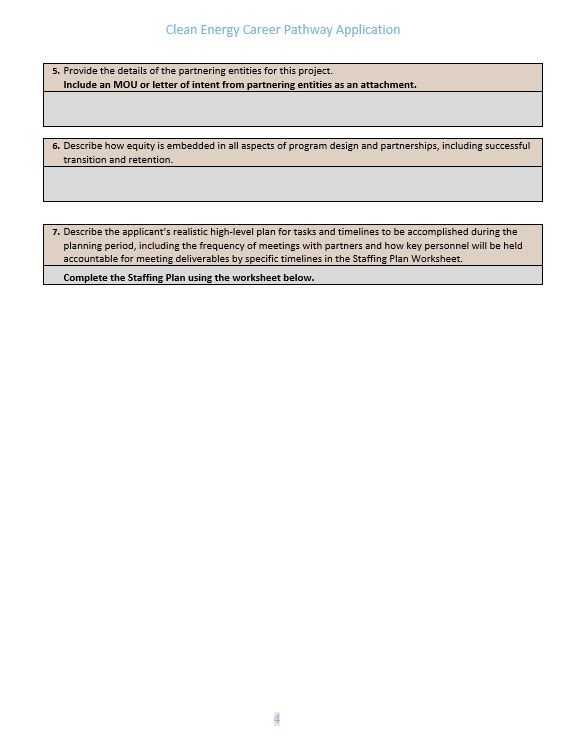 Clean Energy Career Pathway Application
5. Provide the details of the partnering entities for this project.
Include an MOU or letter of intent from partnering entities as an attachment.
6. Describe how equity is embedded in all aspects of program design and partnerships, including successful
transition and retention.
7. Describe the applicant's realistic high-level plan for tasks and timelines to be accomplished during the
planning period, including the frequency of meetings with partners and how key personnel will be held
accountable for meeting deliverables by specific timelines in the Staffing Plan Worksheet.
Complete the Staffing Plan using the worksheet below.
4